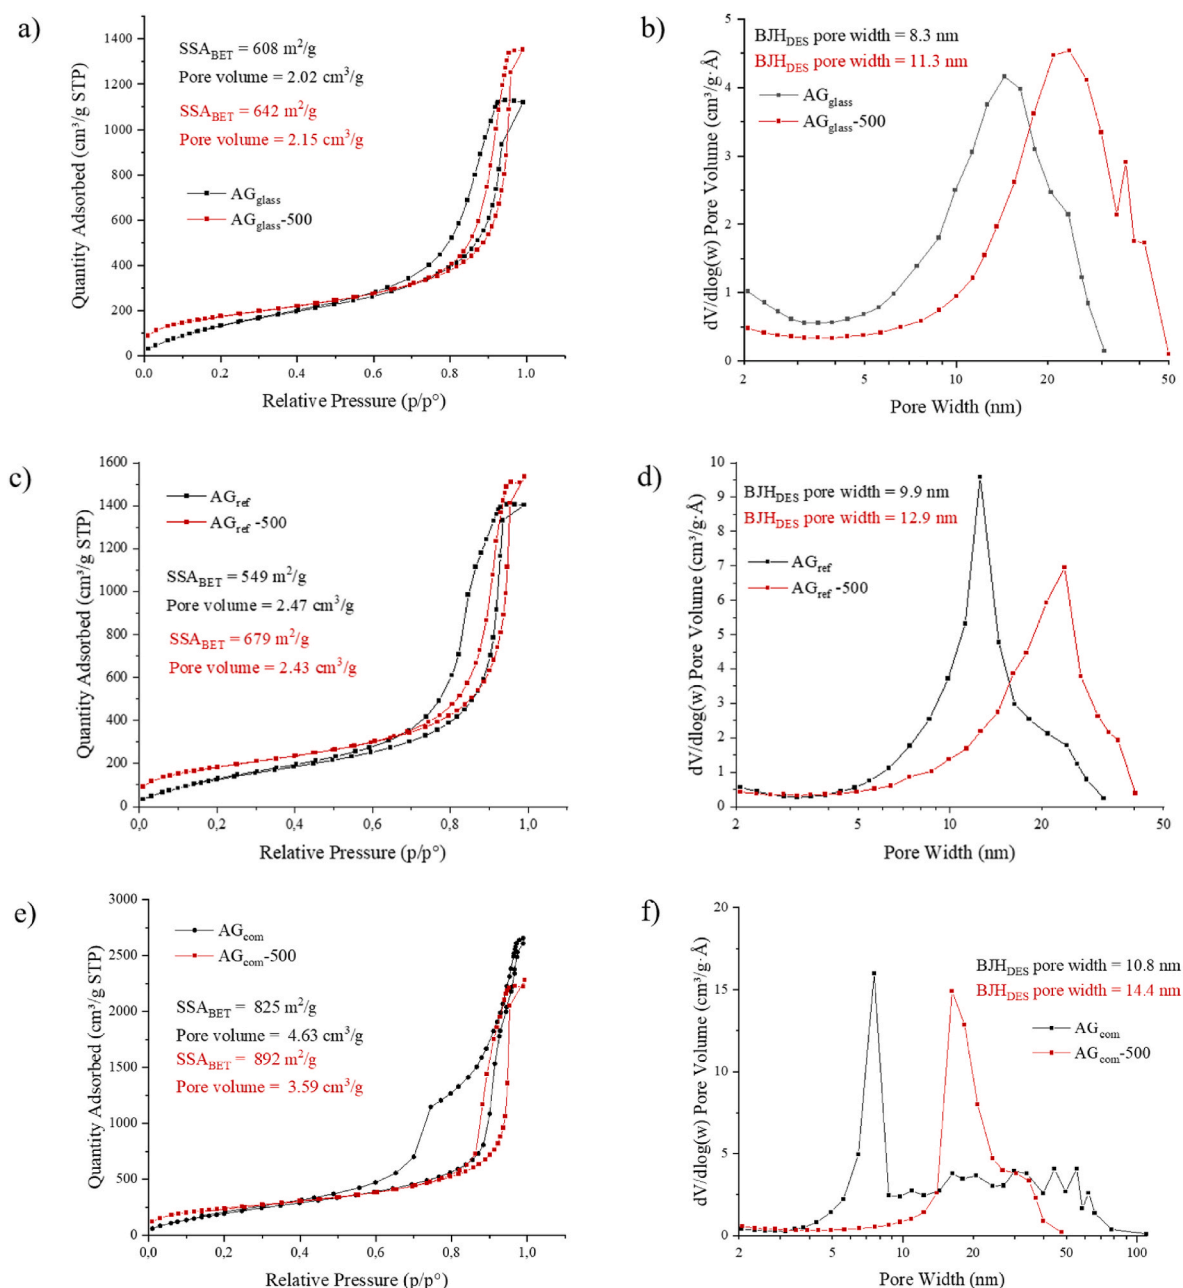 a)
SSA_BET = 608 m²/g
Pore volume = 2.02 cm³/g
SSA_BET = 642 m²/g
Pore volume = 2.15 cm³/g
AG_glass
AG_glass-500
Quantity Adsorbed (cm³/g STP)
1400
1200
1000
800
600
400
200
0
0.0 0.2 0.4 0.6 0.8 1.0
Relative Pressure (p/p°)
b)
BJH_DES pore width = 8.3 nm
BJH_DES pore width = 11.3 nm
AG_glass
AG_glass-500
dV/dlog(w) Pore Volume (cm³/g·Å)
5
4
3
2
1
0
2 5 10 20 50
Pore Width (nm)
c)
AG_ref
AG_ref -500
SSA_BET = 549 m²/g
Pore volume = 2.47 cm³/g
SSA_BET = 679 m²/g
Pore volume = 2.43 cm³/g
Quantity Adsorbed (cm³/g STP)
1600
1400
1200
1000
800
600
400
200
0
0,0 0,2 0,4 0,6 0,8 1,0
Relative Pressure (p/p°)
d)
BJH_DES pore width = 9.9 nm
BJH_DES pore width = 12.9 nm
AG_ref
AG_ref -500
dV/dlog(w) Pore Volume (cm³/g·Å)
10
9
8
7
6
5
4
3
2
1
0
2 5 10 20 50
Pore Width (nm)
e)
AG_com
AG_com-500
SSA_BET = 825 m²/g
Pore volume = 4.63 cm³/g
SSA_BET = 892 m²/g
Pore volume = 3.59 cm³/g
Quantity Adsorbed (cm³/g STP)
3000
2500
2000
1500
1000
500
0
0,0 0,2 0,4 0,6 0,8 1,0
Relative Pressure (p/p°)
f)
BJH_DES pore width = 10.8 nm
BJH_DES pore width = 14.4 nm
AG_com
AG_com-500
dV/dlog(w) Pore Volume (cm³/g·Å)
20
15
10
5
0
2 5 10 20 50 100
Pore Width (nm)